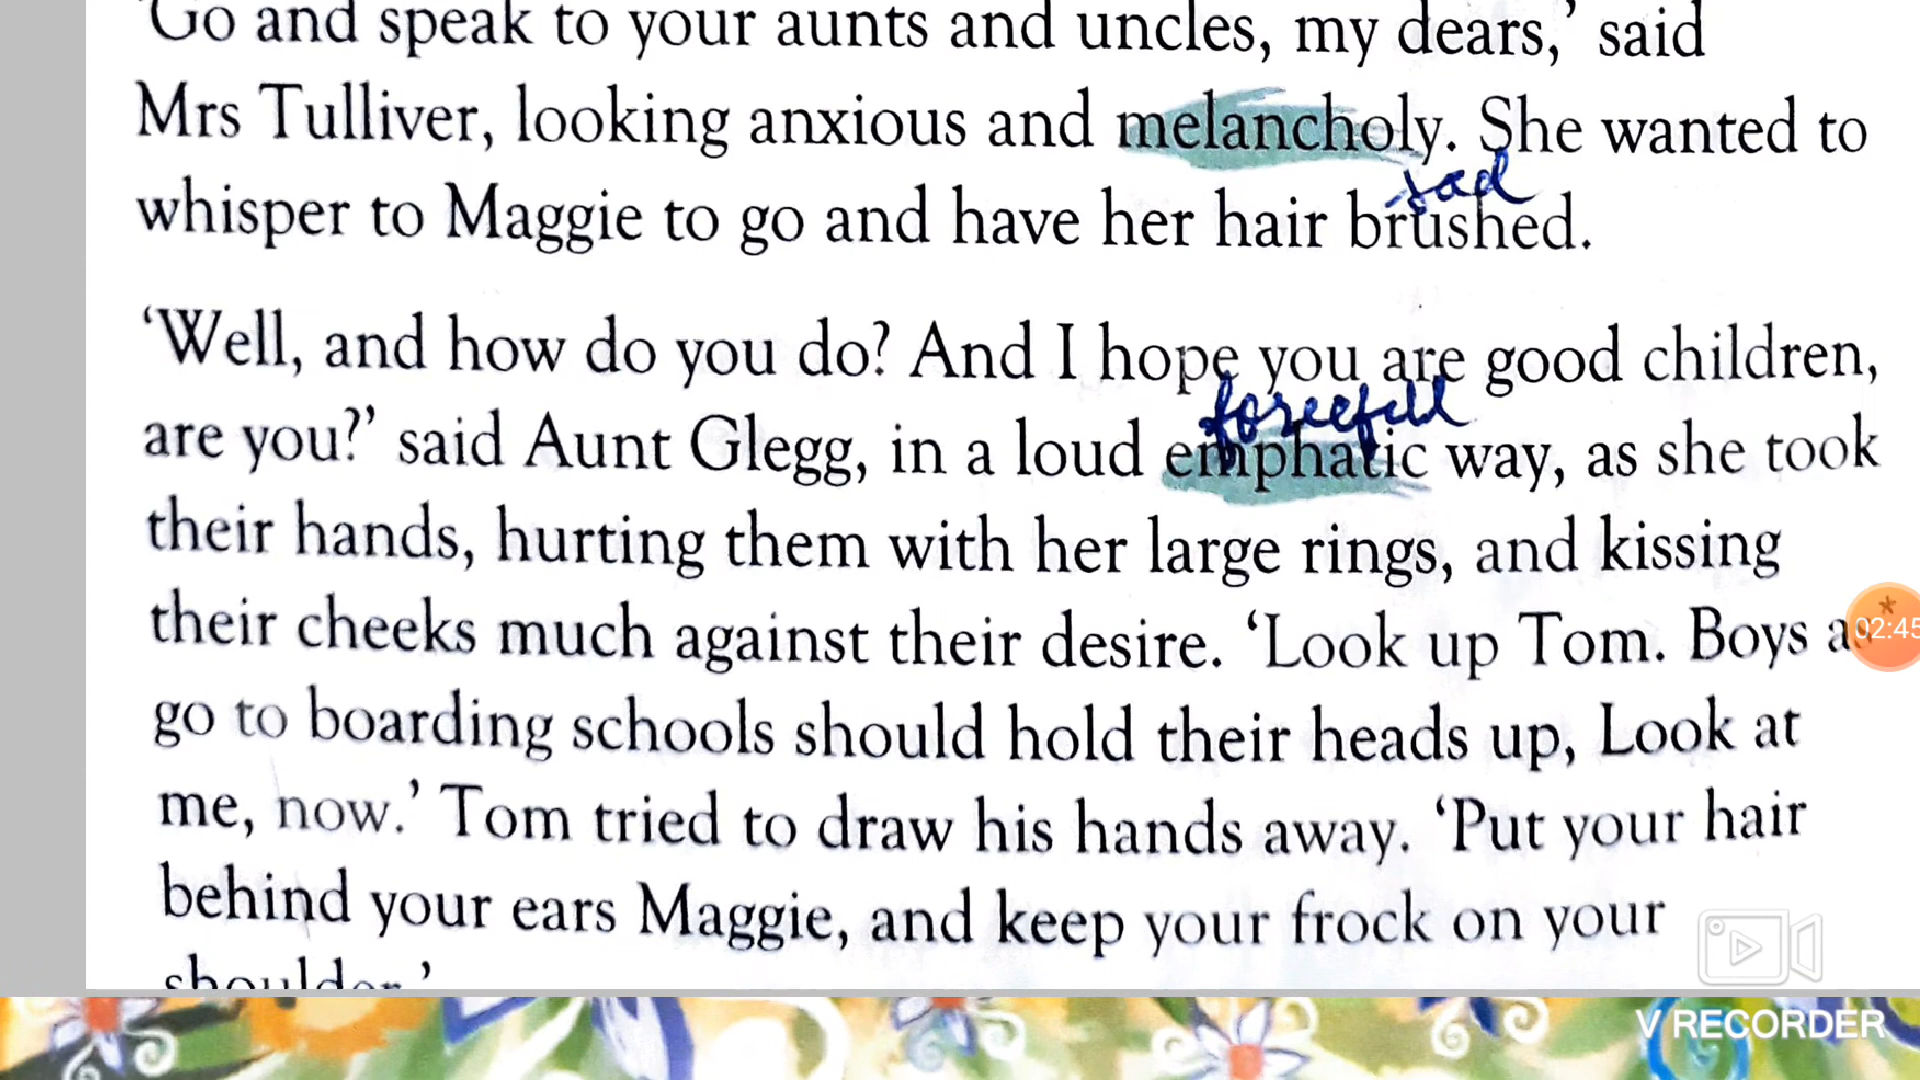 'Go and speak to your aunts and uncles, my dears,' said
Mrs Tulliver, looking anxious and melancholy. She wanted to
sad
whisper to Maggie to go and have her hair brushed.
'Well, and how do you do? And I hope you are good children,
forcefull
are you?' said Aunt Glegg, in a loud emphatic way, as she took
their hands, hurting them with her large rings, and kissing
their cheeks much against their desire. 'Look up Tom. Boys as
02:45
go to boarding schools should hold their heads up, Look at
me, now.' Tom tried to draw his hands away. 'Put your hair
behind your ears Maggie, and keep your frock on your
shoulder.'
V RECORDER